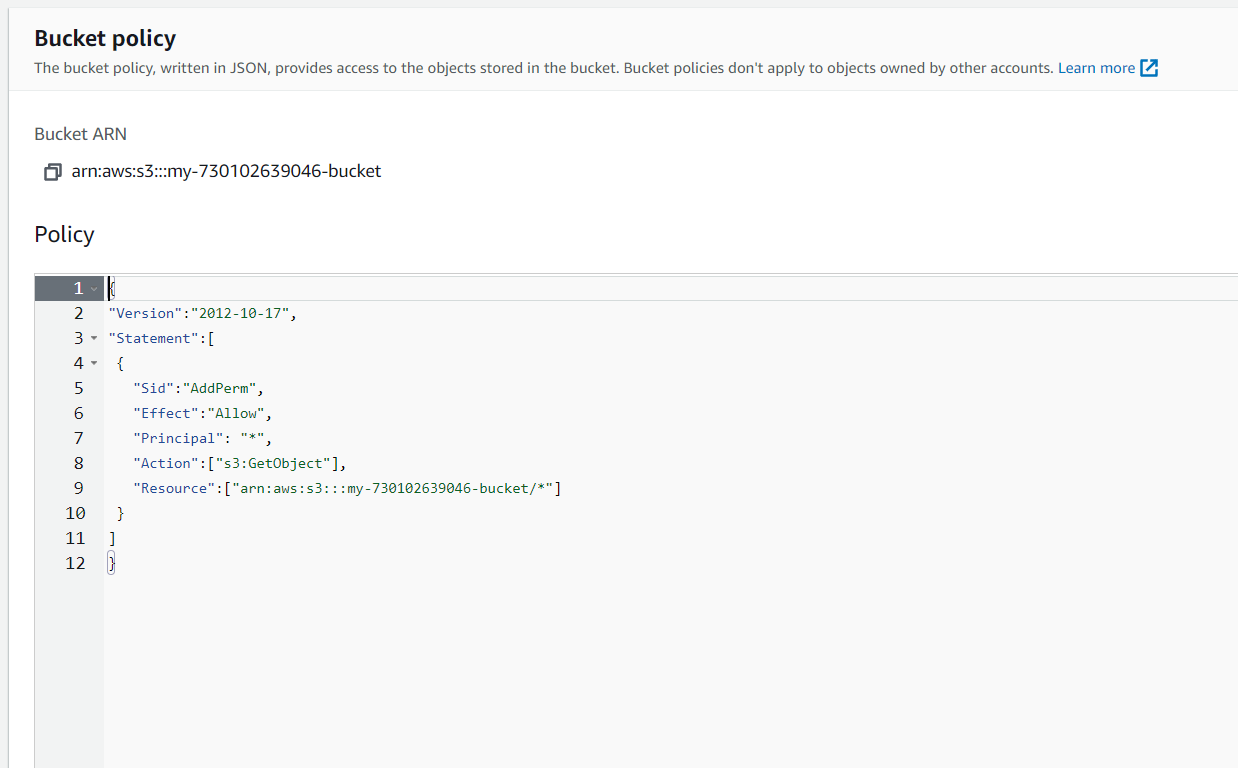 Bucket policy
The bucket policy, written in JSON, provides access to the objects stored in the bucket. Bucket policies don't apply to objects owned by other accounts. Learn more
Bucket ARN
arn:aws:s3:::my-730102639046-bucket
Policy
1 {
2 "Version":"2012-10-17",
3 "Statement":[
4 {
5 "Sid":"AddPerm",
6 "Effect":"Allow",
7 "Principal": "*",
8 "Action":["s3:GetObject"],
9 "Resource":["arn:aws:s3:::my-730102639046-bucket/*"]
10 }
11 ]
12 }